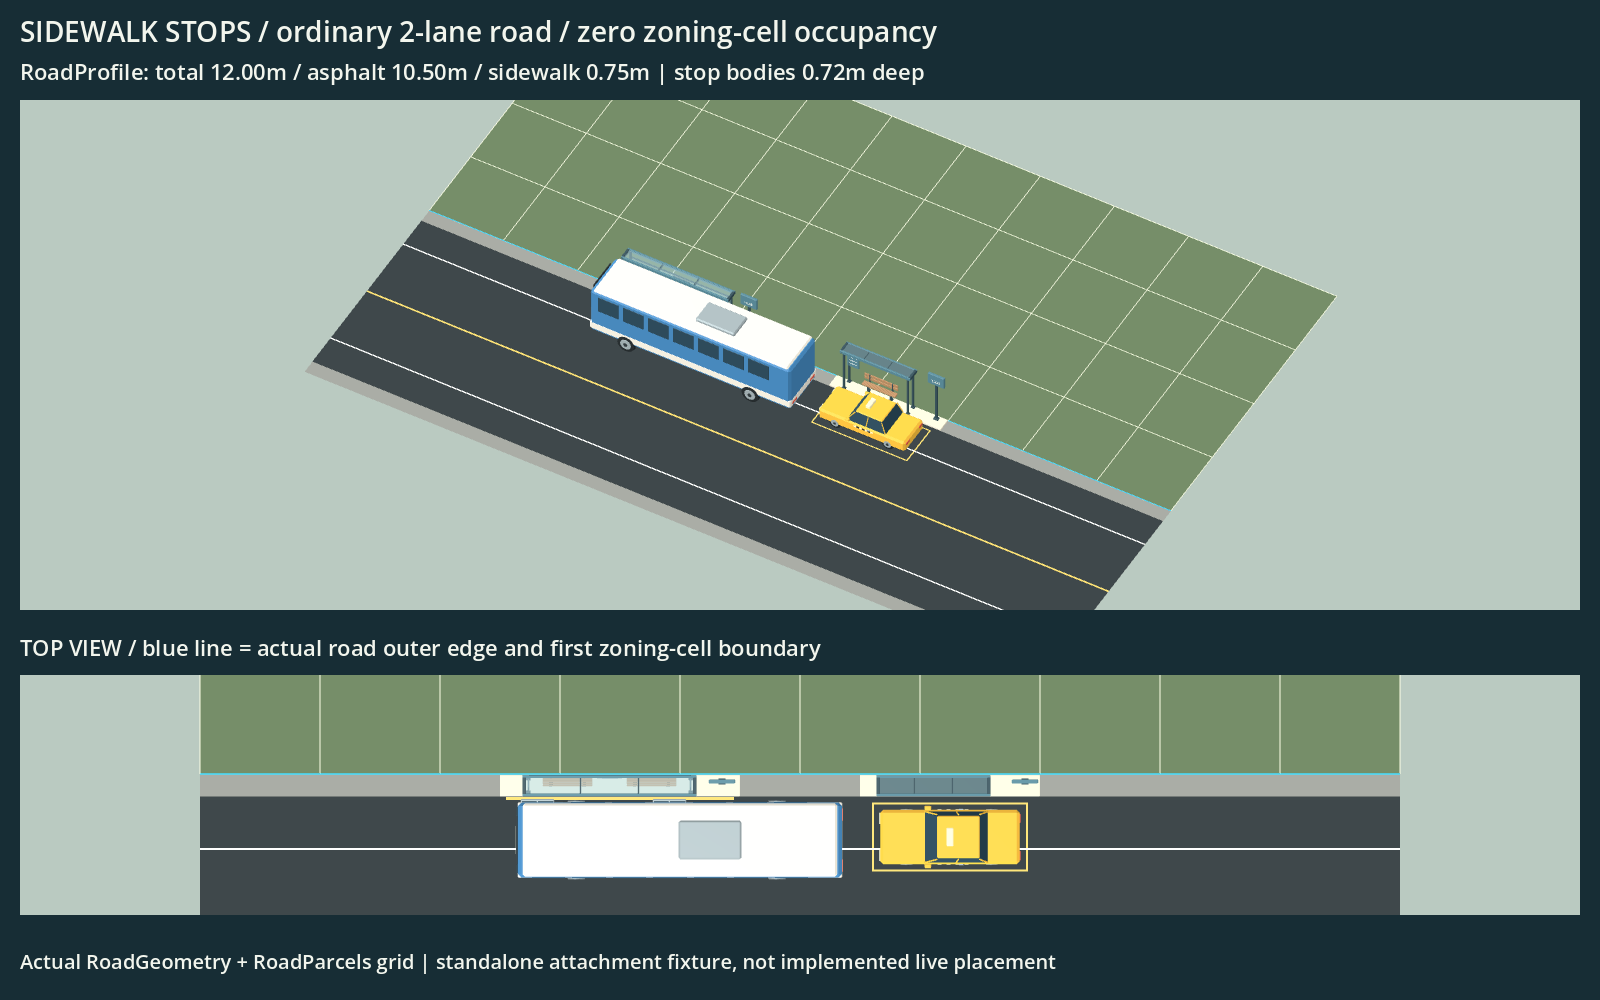 SIDEWALK STOPS / ordinary 2-lane road / zero zoning-cell occupancy
RoadProfile: total 12.00m / asphalt 10.50m / sidewalk 0.75m | stop bodies 0.72m deep
TOP VIEW / blue line = actual road outer edge and first zoning-cell boundary
Actual RoadGeometry + RoadParcels grid | standalone attachment fixture, not implemented live placement